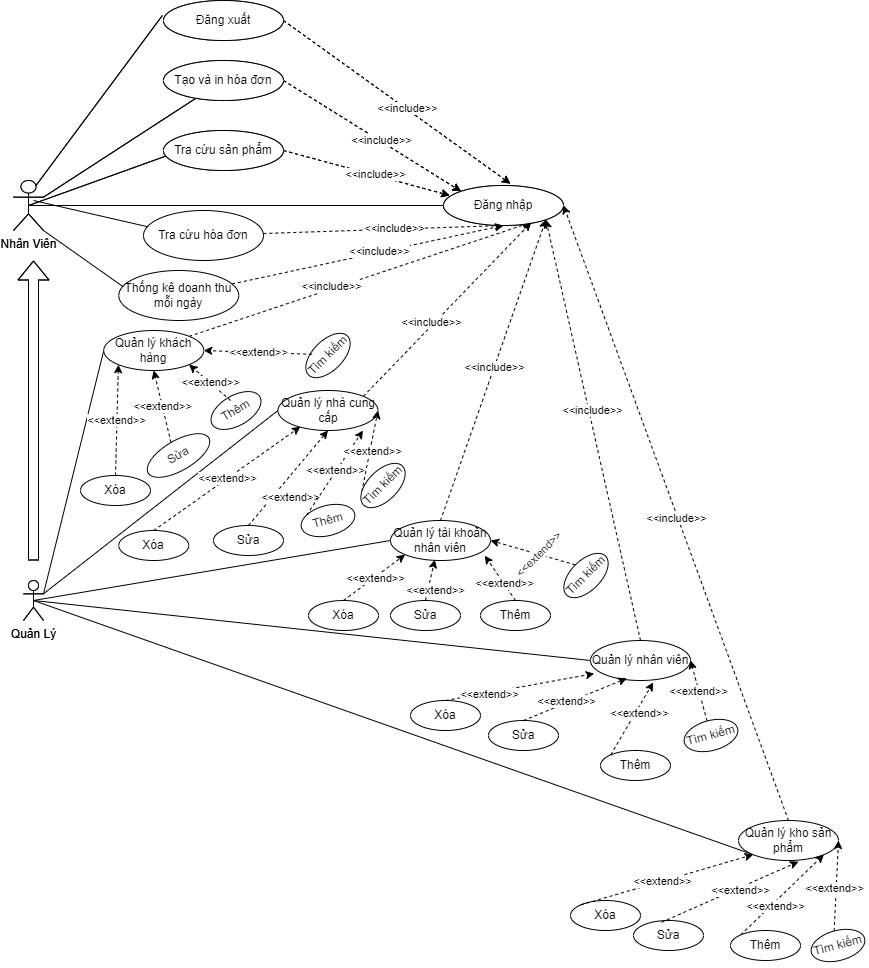 Đăng xuất
Tạo và in hóa đơn
<<include>>
<<include>>
Tra cứu sản phẩm
<<include>>
Đăng nhập
Nhân Viên
Tra cứu hóa đơn
<<include>>
<<include>>
Thống kê doanh thu
mỗi ngày
<<include>>
<<include>>
Quản lý khách
hàng
<<extend>>
Tìm kiếm
<<include>>
<<extend>>
<<extend>>
<<extend>>
Thêm
Sửa
Xóa
Quản lý nhà cung
cấp
<<include>>
<<extend>>
<<extend>>
<<extend>>
<<extend>>
Tìm kiếm
Thêm
Sửa
Xóa
Quản lý tài khoản
nhân viên
<<extend>>
<<extend>>
<<extend>>
<<extend>>
Tìm kiếm
Xóa
Sửa
Thêm
<<include>>
Quản Lý
Quản lý nhân viên
<<extend>>
<<extend>>
<<extend>>
<<extend>>
Xóa
Sửa
Thêm
Tìm kiếm
Quản lý kho sản
phẩm
<<extend>>
<<extend>>
<<extend>>
<<extend>>
Xóa
Sửa
Thêm
Tìm kiếm